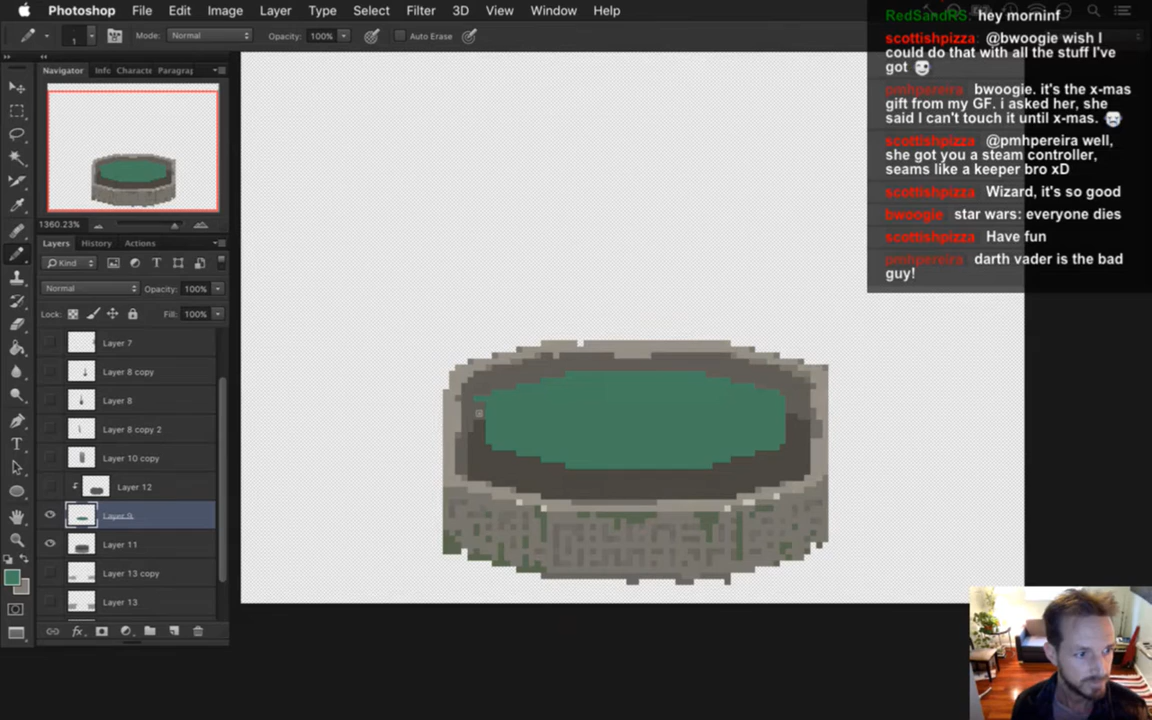 Photoshop File Edit Image Layer Type Select Filter 3D View Window Help
1 Mode: Normal Opacity: 100% Auto Erase
Navigator Info Characte Paragraş
1360.23%
Layers History Actions
Kind
Normal Opacity: 100%
Lock: Fill: 100%
Layer 7
Layer 8 copy
Layer 8
Layer 8 copy 2
Layer 10 copy
Layer 12
Layer 9
Layer 11
Layer 13 copy
Layer 13
fx
RedSandRS: hey morninf
scottishpizza @bwoogie wish I
could do that with all the stuff I've
got
pmhpereira bwoogie. it's the x-mas
gift from my GF. i asked her, she
said I can't touch it until x-mas.
scottishpizza @pmhpereira well,
she got you a steam controller,
seams like a keeper bro xD
scottishpizza Wizard, it's so good
bwoogie star wars: everyone dies
scottishpizza Have fun
pmhpereira darth vader is the bad
guy!